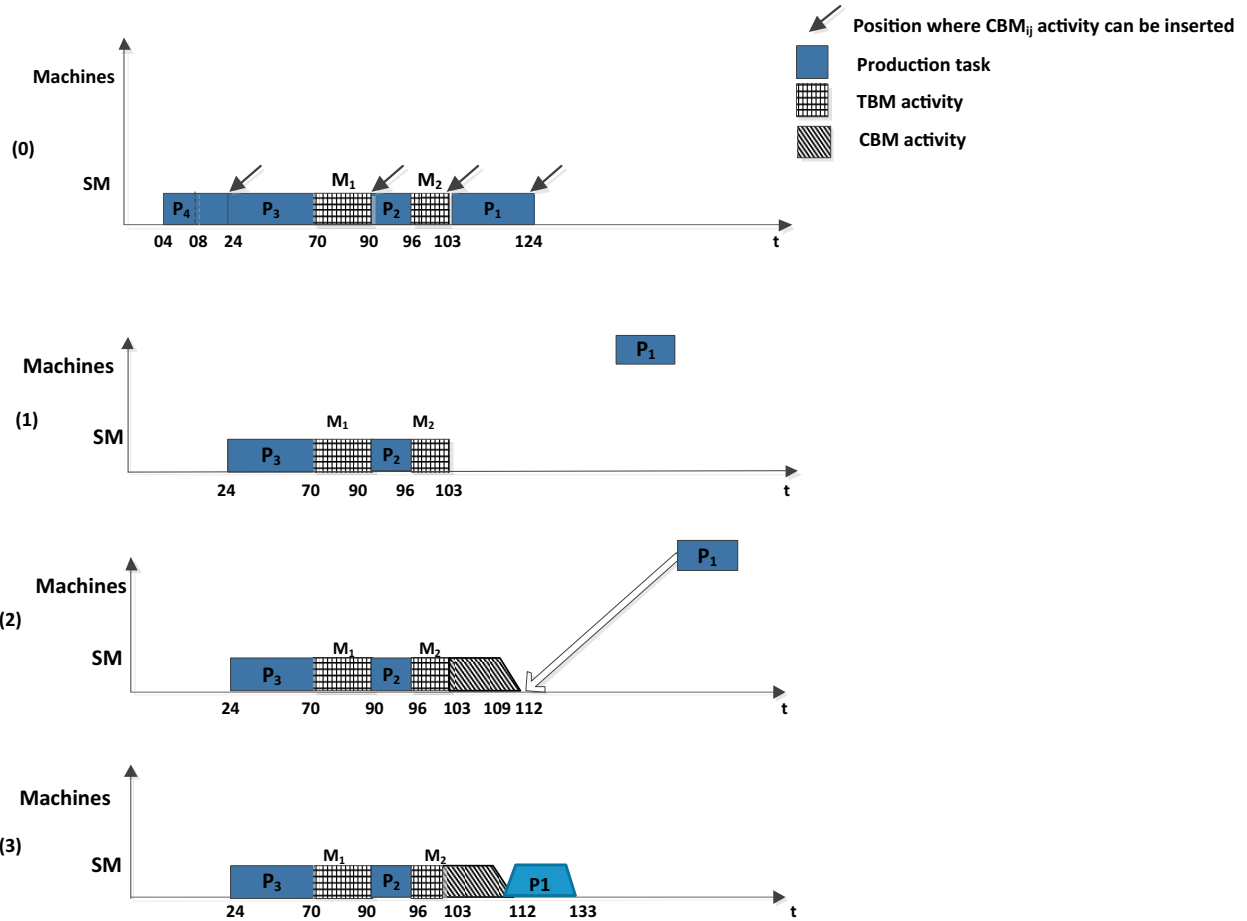 Position where CBMij activity can be inserted
Production task
TBM activity
CBM activity
Machines
(0)
SM
M1 M2
P4 P3 P2 P1
04 08 24 70 90 96 103 124 t
P1
Machines
(1)
SM
M1 M2
P3 P2
24 70 90 96 103 t
P1
Machines
(2)
SM
M1 M2
P3 P2
24 70 90 96 103 109 112 t
Machines
(3)
SM
M1 M2
P3 P2 P1
24 70 90 96 103 112 133 t